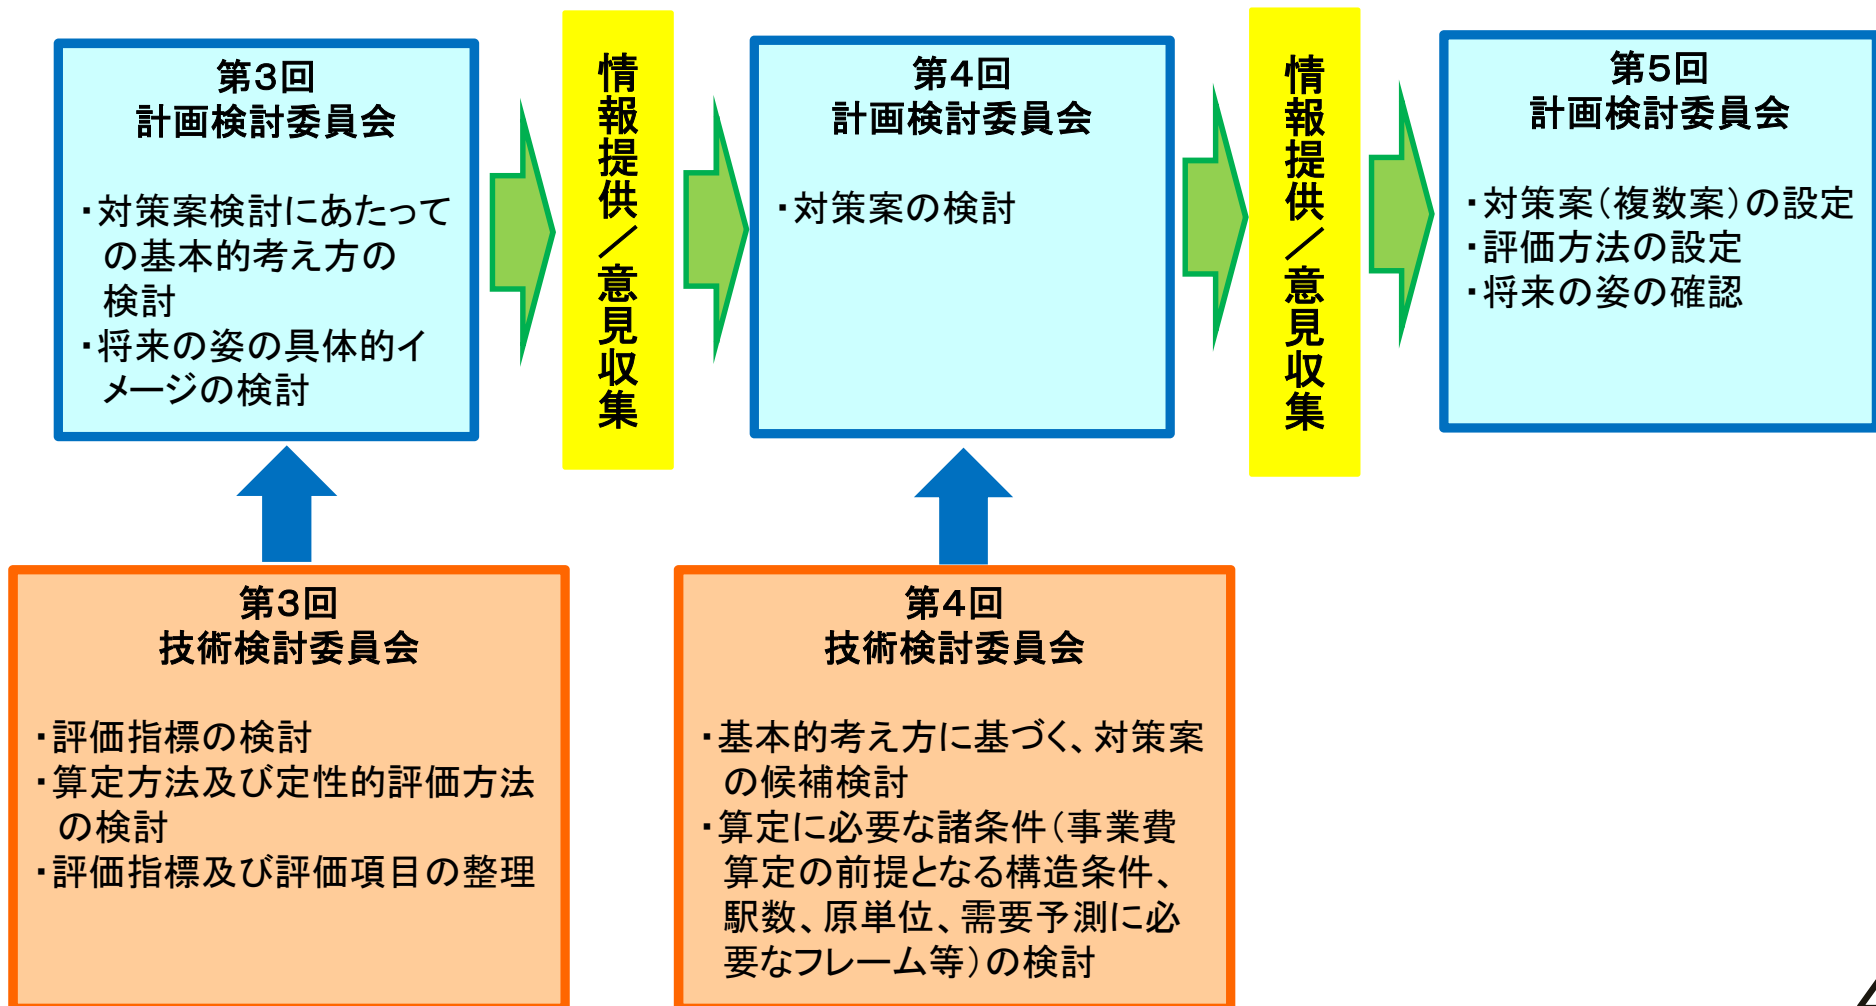 第3回
計画検討委員会
・対策案検討にあたって
の基本的考え方の
検討
・将来の姿の具体的イ
メージの検討
情報提供／意見収集
第4回
計画検討委員会
・対策案の検討
情報提供／意見収集
第5回
計画検討委員会
・対策案(複数案)の設定
・評価方法の設定
・将来の姿の確認
第3回
技術検討委員会
・評価指標の検討
・算定方法及び定性的評価方法
の検討
・評価指標及び評価項目の整理
第4回
技術検討委員会
・基本的考え方に基づく、対策案
の候補検討
・算定に必要な諸条件(事業費
算定の前提となる構造条件、
駅数、原単位、需要予測に必
要なフレーム等)の検討